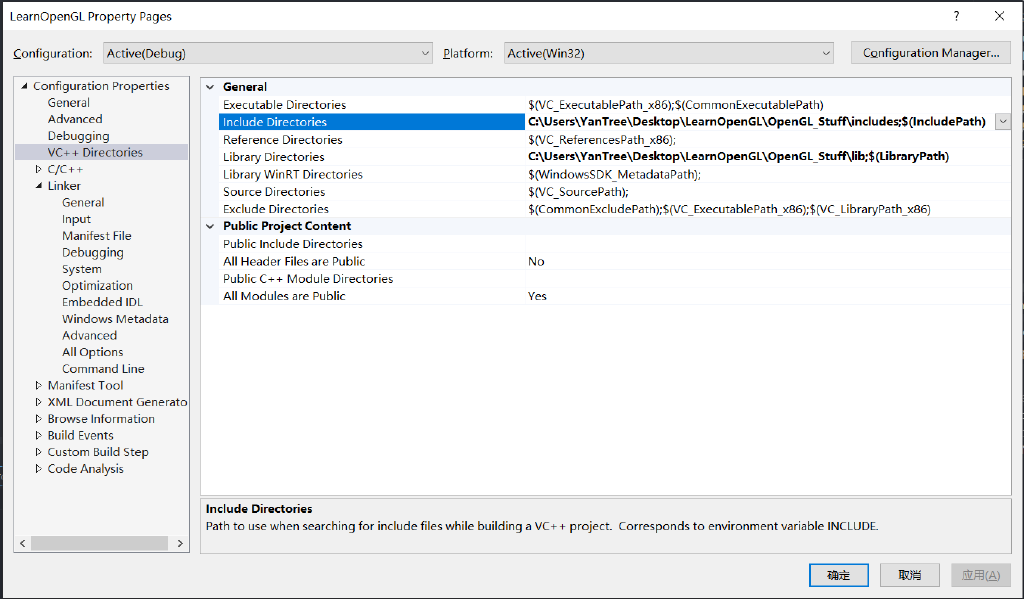 LearnOpenGL Property Pages
?
Configuration: Active(Debug) Platform: Active(Win32) Configuration Manager...
Configuration Properties
General
Advanced
Debugging
VC++ Directories
C/C++
Linker
General
Input
Manifest File
Debugging
System
Optimization
Embedded IDL
Windows Metadata
Advanced
All Options
Command Line
Manifest Tool
XML Document Generato
Browse Information
Build Events
Custom Build Step
Code Analysis
General
Executable Directories $(VC_ExecutablePath_x86);$(CommonExecutablePath)
Include Directories C:\Users\YanTree\Desktop\LearnOpenGL\OpenGL_Stuff\includes;$(IncludePath)
Reference Directories $(VC_ReferencesPath_x86);
Library Directories C:\Users\YanTree\Desktop\LearnOpenGL\OpenGL_Stuff\lib;$(LibraryPath)
Library WinRT Directories $(WindowsSDK_MetadataPath);
Source Directories $(VC_SourcePath);
Exclude Directories $(CommonExcludePath);$(VC_ExecutablePath_x86);$(VC_LibraryPath_x86)
Public Project Content
Public Include Directories
All Header Files are Public No
Public C++ Module Directories
All Modules are Public Yes
Include Directories
Path to use when searching for include files while building a VC++ project. Corresponds to environment variable INCLUDE.
确定 取消 应用(A)